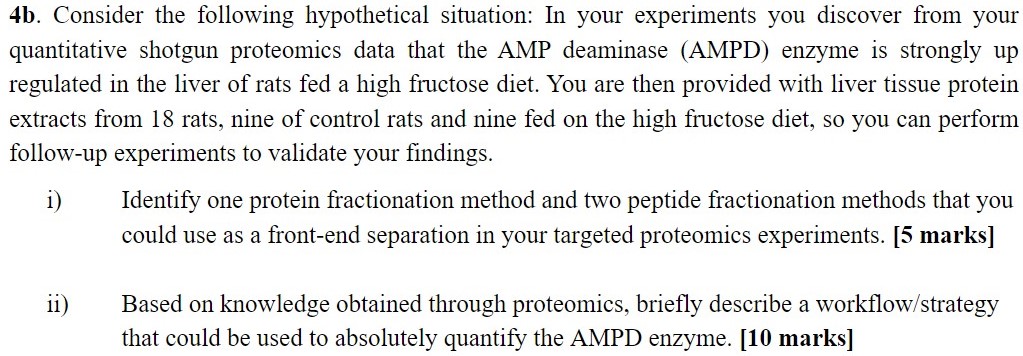 4b. Consider the following hypothetical situation: In your experiments you discover from your
quantitative shotgun proteomics data that the AMP deaminase (AMPD) enzyme is strongly up
regulated in the liver of rats fed a high fructose diet. You are then provided with liver tissue protein
extracts from 18 rats, nine of control rats and nine fed on the high fructose diet, so you can perform
follow-up experiments to validate your findings.
i) Identify one protein fractionation method and two peptide fractionation methods that you
could use as a front-end separation in your targeted proteomics experiments. [5 marks]
ii) Based on knowledge obtained through proteomics, briefly describe a workflow/strategy
that could be used to absolutely quantify the AMPD enzyme. [10 marks]